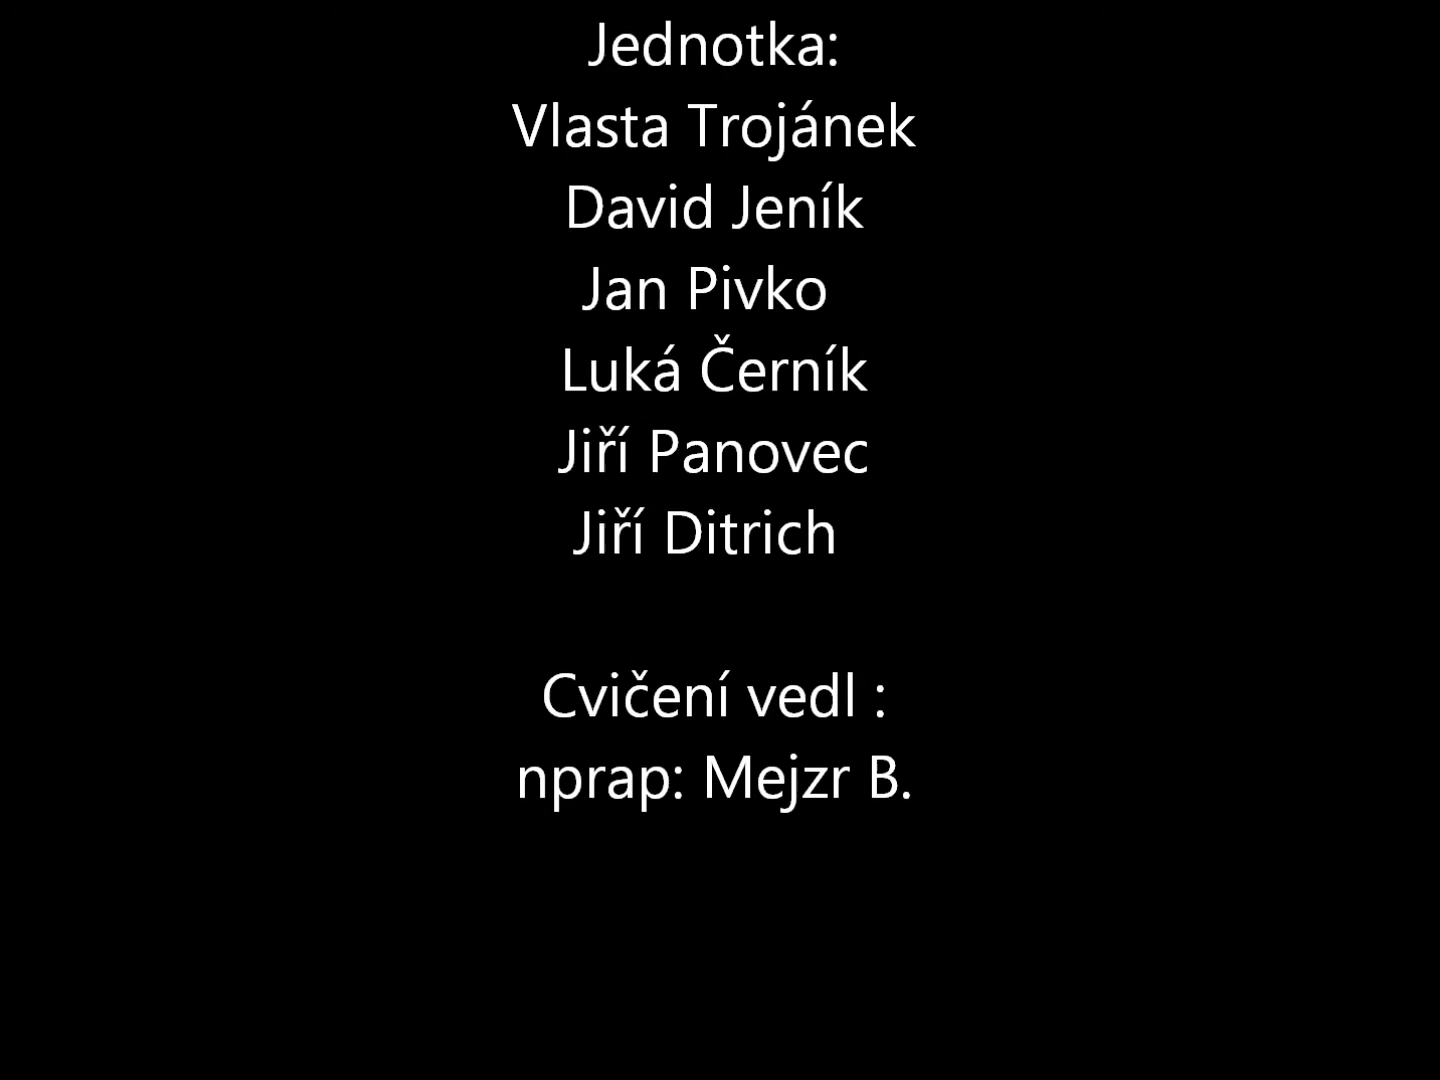 Jednotka:
Vlasta Trojánek
David Jeník
Jan Pivko
Luká Černík
Jiří Panovec
Jiří Ditrich
Cvičení vedl :
nprap: Mejzr B.